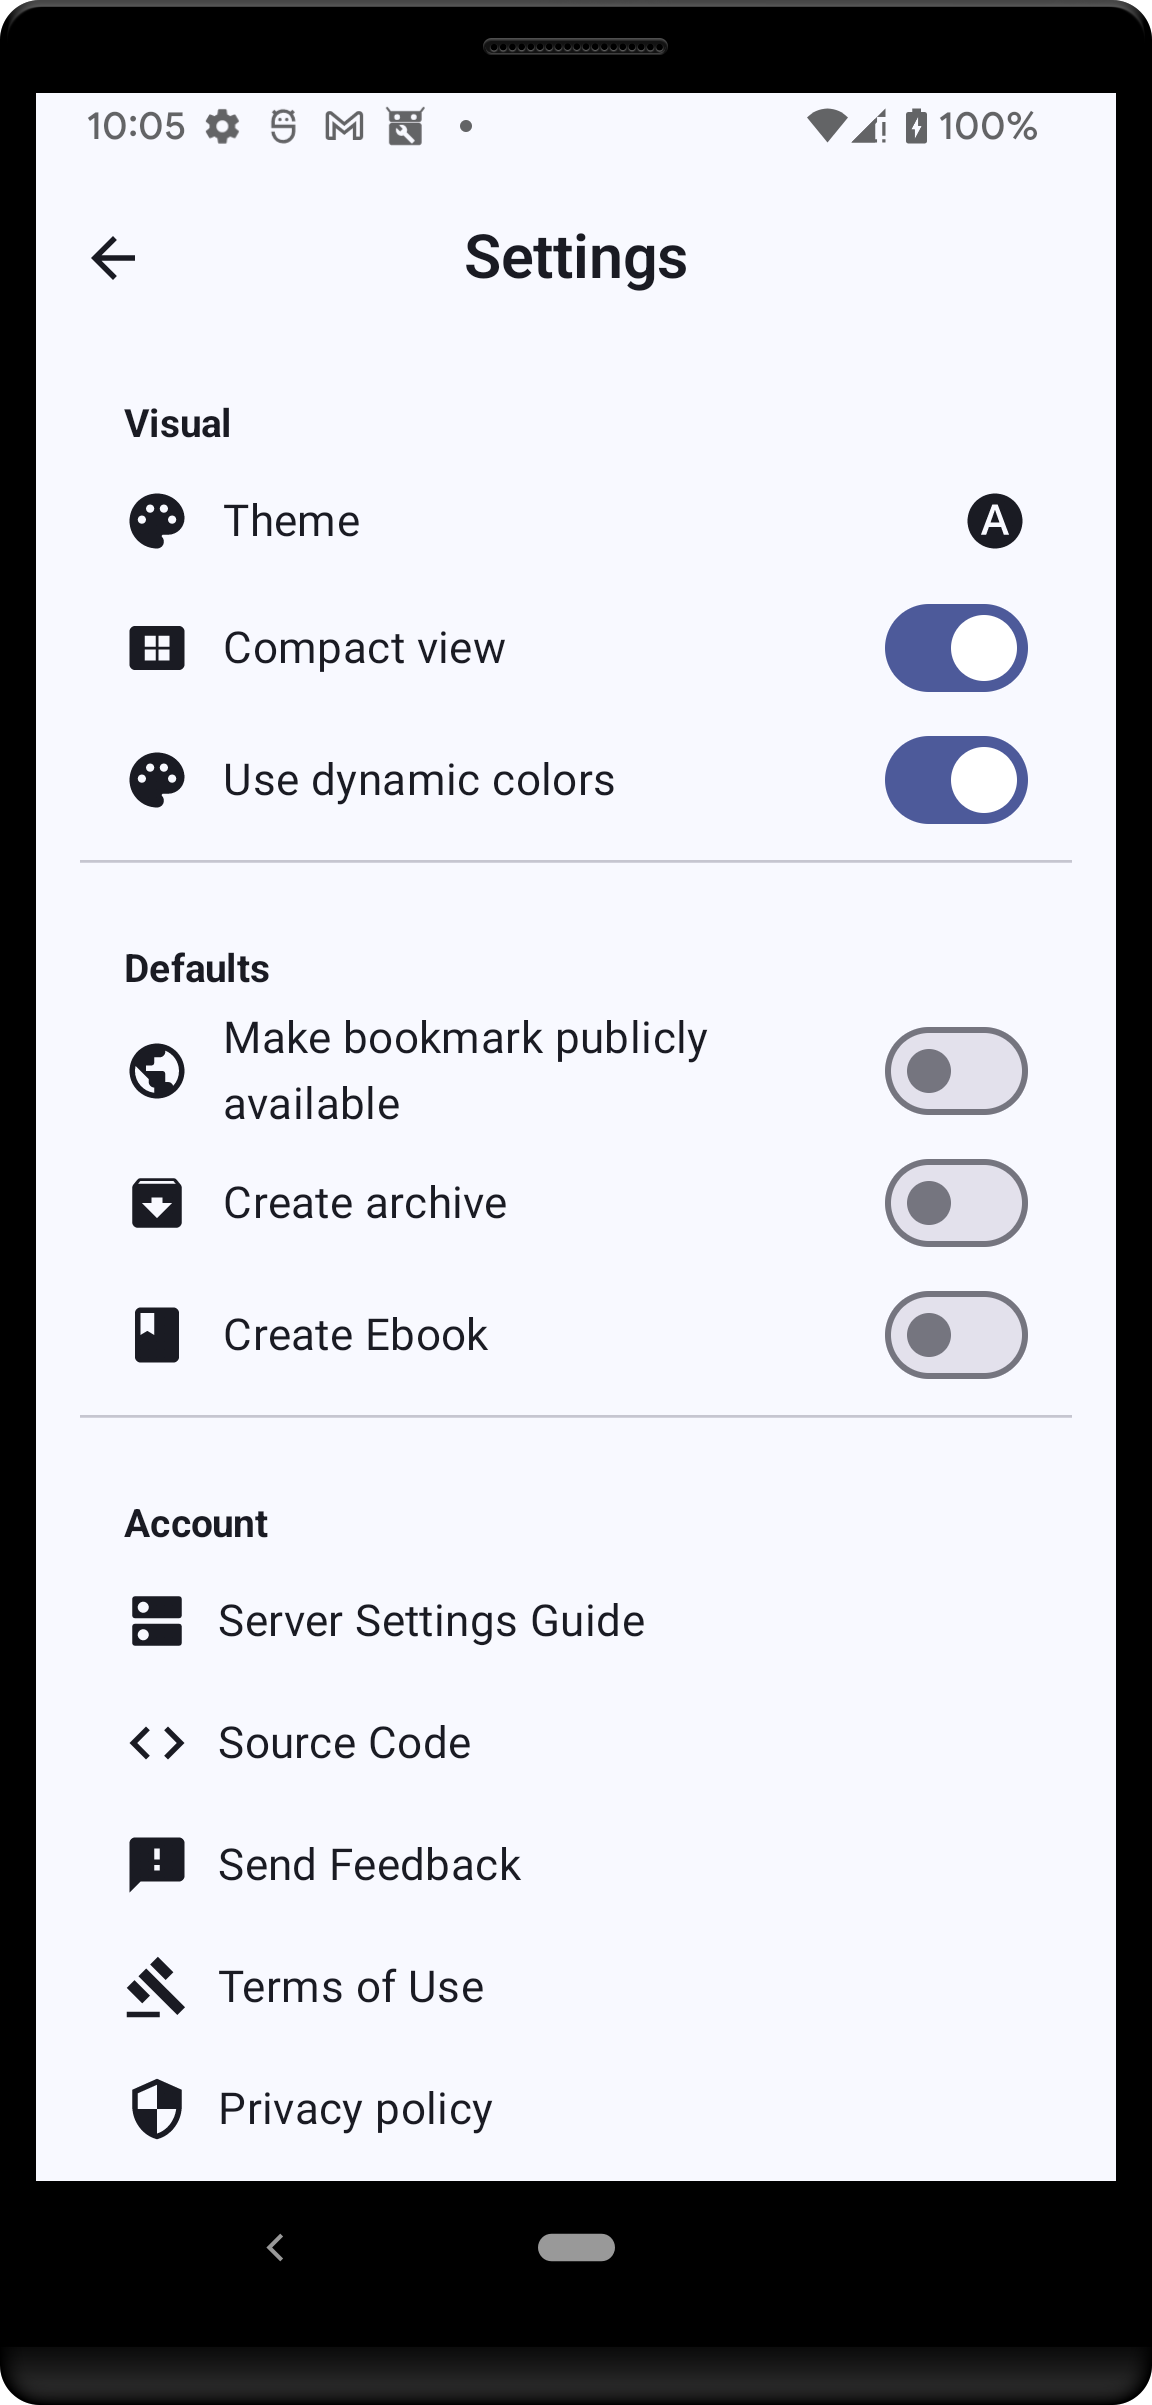 10:05
100%
Settings
Visual
Theme
A
Compact view
Use dynamic colors
Defaults
Make bookmark publicly
available
Create archive
Create Ebook
Account
Server Settings Guide
Source Code
Send Feedback
Terms of Use
Privacy policy